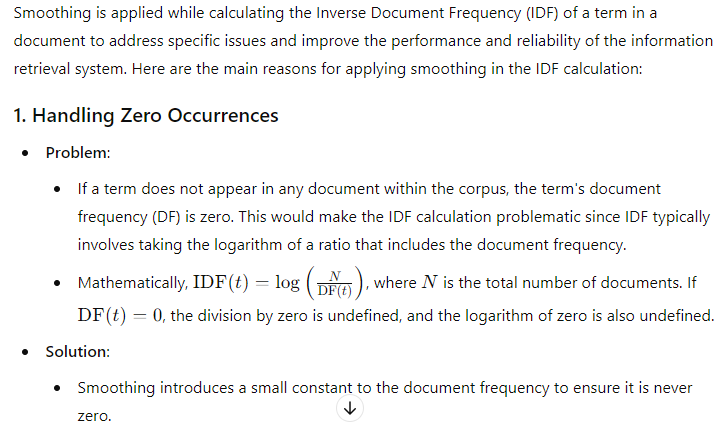 Smoothing is applied while calculating the Inverse Document Frequency (IDF) of a term in a
document to address specific issues and improve the performance and reliability of the information
retrieval system. Here are the main reasons for applying smoothing in the IDF calculation:
1. Handling Zero Occurrences
• Problem:
• If a term does not appear in any document within the corpus, the term's document
frequency (DF) is zero. This would make the IDF calculation problematic since IDF typically
involves taking the logarithm of a ratio that includes the document frequency.
• Mathematically, IDF(t) = log (N/DF(t)), where N is the total number of documents. If
DF(t) = 0, the division by zero is undefined, and the logarithm of zero is also undefined.
• Solution:
• Smoothing introduces a small constant to the document frequency to ensure it is never
zero.